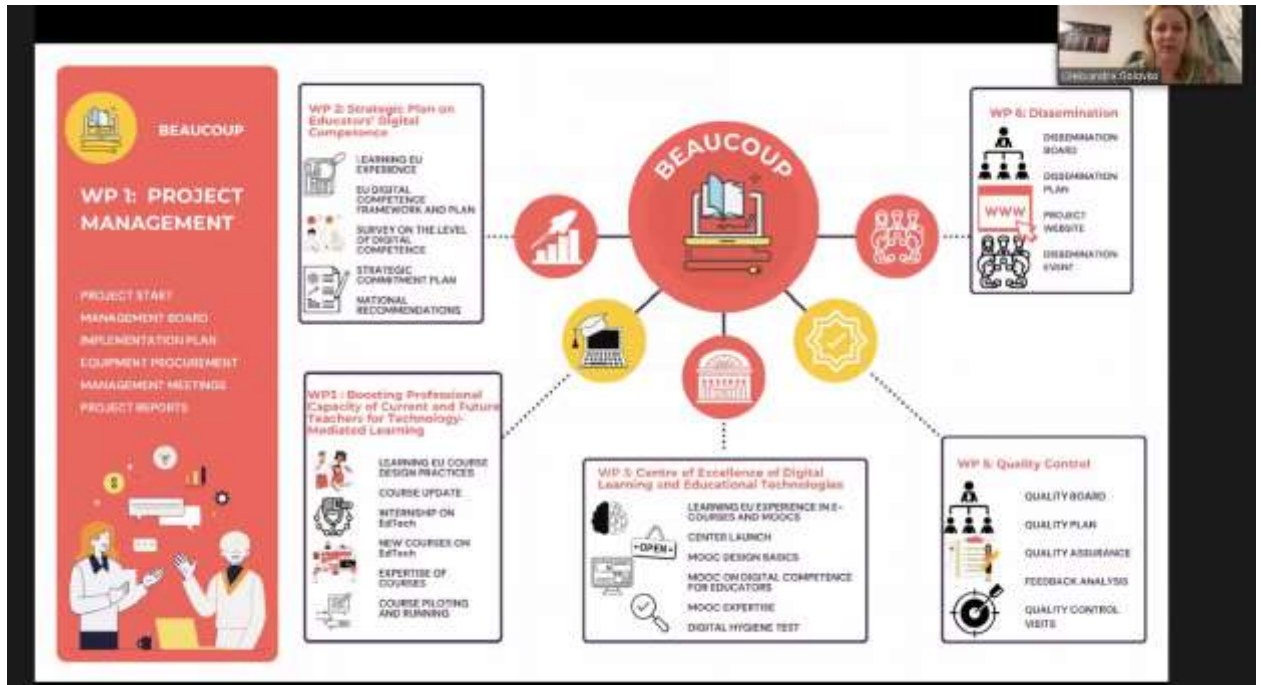 BEAUCOUP
WP 1: PROJECT
MANAGEMENT
PROJECT START
MANAGEMENT BOARD
IMPLEMENTATION PLAN
EQUIPMENT PROCUREMENT
MANAGEMENT MEETINGS
PROJECT REPORTS
WP 2: Strategic Plan on
Educators' Digital
Competence
LEARNING EU
EXPERIENCE
EU DIGITAL
COMPETENCE
FRAMEWORK AND PLAN
SURVEY ON THE LEVEL
OF DIGITAL
COMPETENCE
STRATEGIC
COMMITMENT PLAN
NATIONAL
RECOMMENDATIONS
WP3 : Boosting Professional
Capacity of Current and Future
Teachers for Technology-
Mediated Learning
LEARNING EU COURSE
DESIGN PRACTICES
COURSE UPDATE
INTERNSHIP ON
EdTech
NEW COURSES ON
EdTech
EXPERTISE OF
COURSES
COURSE PILOTING
AND RUNNING
BEAUCOUP
Centre of Excellence of Digital
Learning and Educational Technologies
LEARNING EU EXPERIENCE IN E-
COURSES AND MOOCS
OPEN
CENTER LAUNCH
MOOC DESIGN BASICS
MOOC ON DIGITAL COMPETENCE
FOR EDUCATORS
MOOC EXPERTISE
DIGITAL HYGIENE TEST
WP 5: Quality Control
QUALITY BOARD
QUALITY PLAN
QUALITY ASSURANCE
FEEDBACK ANALYSIS
QUALITY CONTROL
VISITS
WP 6: Dissemination
DISSEMINATION
BOARD
DISSEMINATION
PLAN
WWW
PROJECT
WEBSITE
DISSEMINATION
EVENT